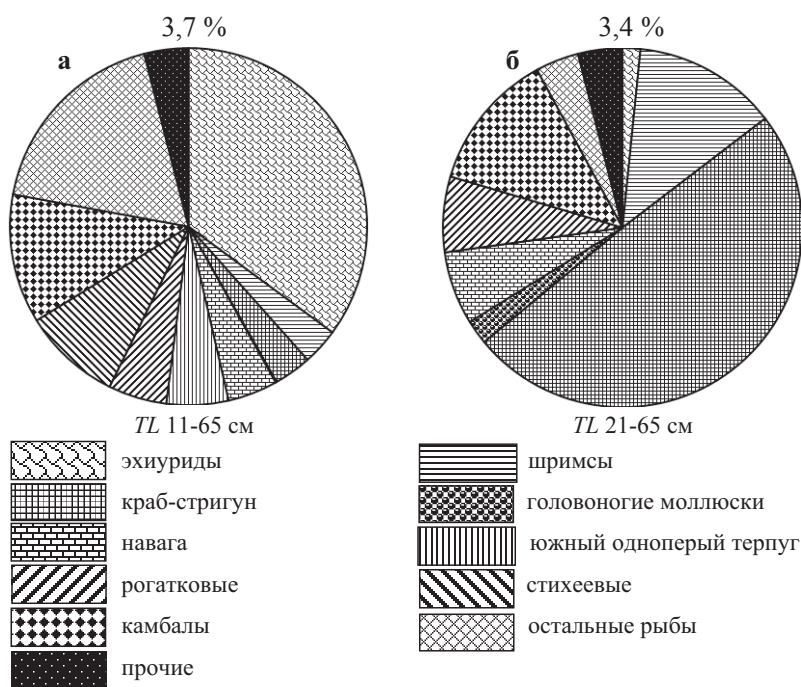 3,7 %
3,4 %
а
б
TL 11-65 см
TL 21-65 см
эхиуриды
краб-стригун
навага
рогатковые
камбалы
прочие
шримсы
головоногие моллюски
южный одноперый терпуг
стихеевые
остальные рыбы